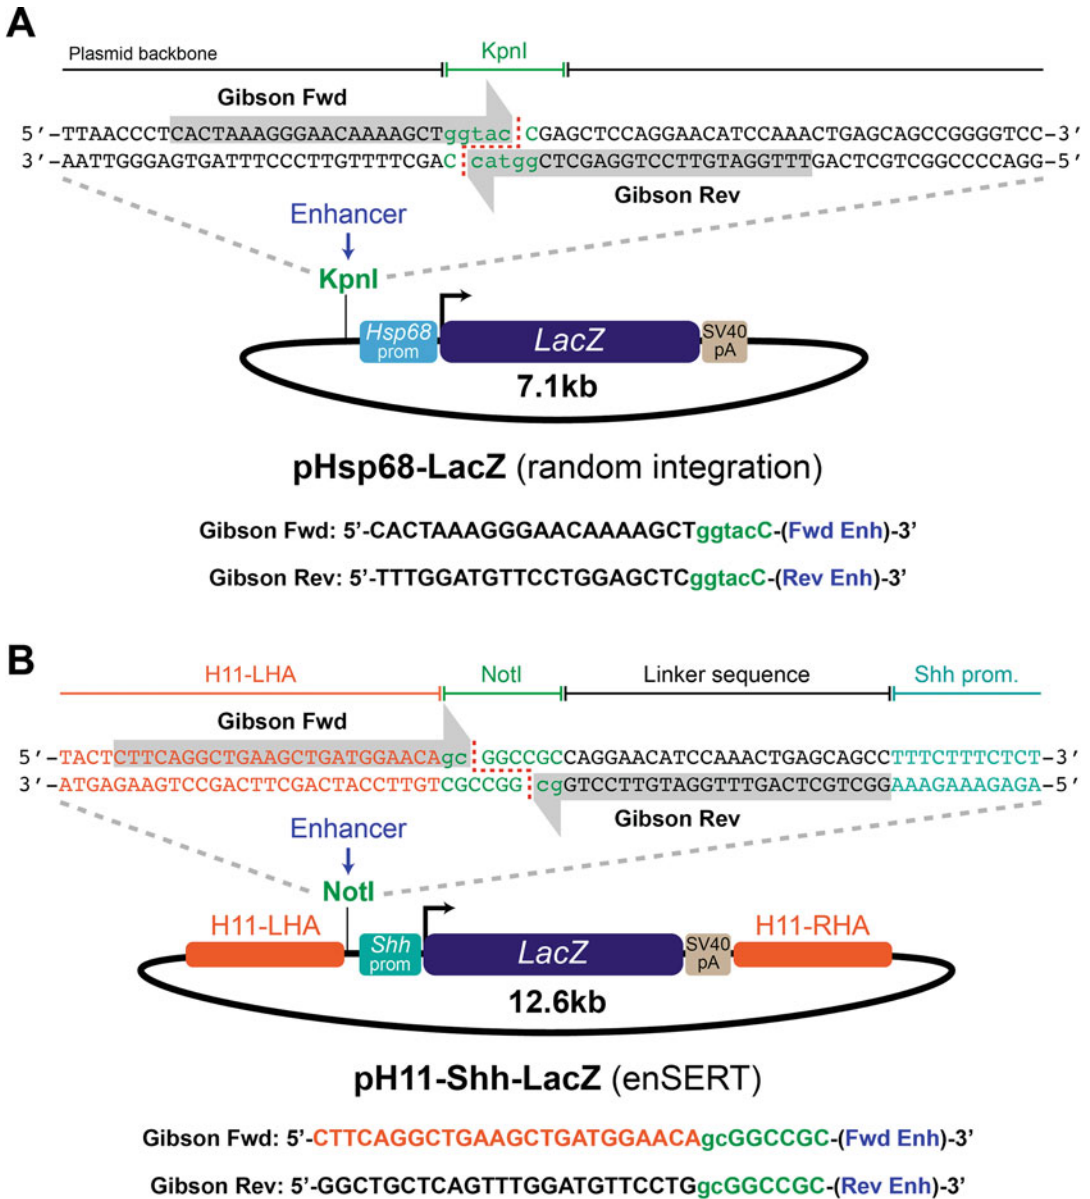 A
Plasmid backbone
KpnI
Gibson Fwd
5’-TTAACCCTCACTAAAGGGAACAAAAGCTggtac CGAGCTCCAGGAACATCCAAACTGAGCAGCCGGGGTCC-3’
3’-AATTGGGAGTGATTTCCCTTGTTTTCGAC catggCTCGAGGTCCTTGTAGGTTTGACTCGTCGGCCCCAGG-5’
Gibson Rev
Enhancer
KpnI
Hsp68 prom
LacZ
SV40 pA
7.1kb
pHsp68-LacZ (random integration)
Gibson Fwd: 5’-CACTAAAGGGAACAAAAGCTggtacC-(Fwd Enh)-3’
Gibson Rev: 5’-TTTGGATGTTCCTGGAGCTCggtacC-(Rev Enh)-3’
B
H11-LHA
NotI
Linker sequence
Shh prom.
Gibson Fwd
5’-TACTCTTCAGGCTGAAGCTGATGGAACAgc GGCCGCCAGGAACATCCAAACTGAGCAGCCTTTCTTTCTCT-3’
3’-ATGAGAAGTCCGACTTCGACTACCTTGTCGCCGG cgGTCCTTGTAGGTTTGACTCGTCGGAAAGAAAGAGA-5’
Gibson Rev
Enhancer
NotI
H11-LHA
Shh prom
LacZ
SV40 pA
H11-RHA
12.6kb
pH11-Shh-LacZ (enSERT)
Gibson Fwd: 5’-CTTCAGGCTGAAGCTGATGGAACAgcGGCCGC-(Fwd Enh)-3’
Gibson Rev: 5’-GGCTGCTCAGTTTGGATGTTCCTGgcGGCCGC-(Rev Enh)-3’